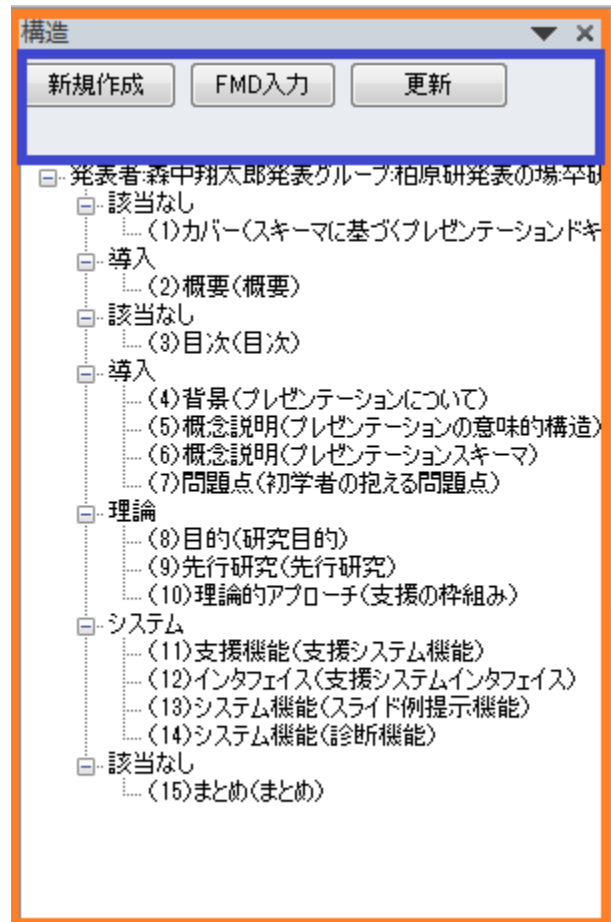 構造
新規作成 FMD入力 更新
発表者:森中翔太郎発表グループ:柏原研発表の場:卒研
該当なし
(1)カバー(スキーマに基づくプレゼンテーションドキ
導入
(2)概要(概要)
該当なし
(3)目次(目次)
導入
(4)背景(プレゼンテーションについて)
(5)概念説明(プレゼンテーションの意味的構造)
(6)概念説明(プレゼンテーションスキーマ)
(7)問題点(初学者の抱える問題点)
理論
(8)目的(研究目的)
(9)先行研究(先行研究)
(10)理論的アプローチ(支援の枠組み)
システム
(11)支援機能(支援システム機能)
(12)インタフェイス(支援システムインタフェイス)
(13)システム機能(スライド例提示機能)
(14)システム機能(診断機能)
該当なし
(15)まとめ(まとめ)